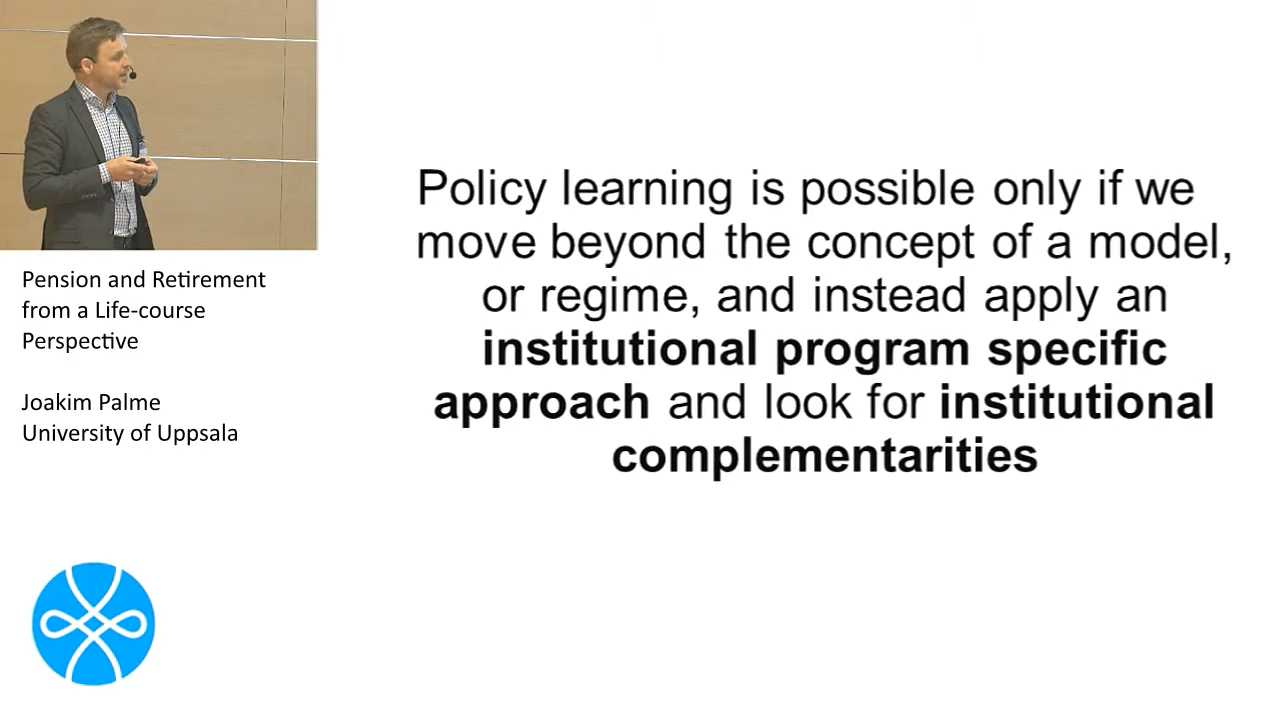 Pension and Retirement
from a Life-course
Perspective
Joakim Palme
University of Uppsala
Policy learning is possible only if we
move beyond the concept of a model,
or regime, and instead apply an
institutional program specific
approach and look for institutional
complementarities